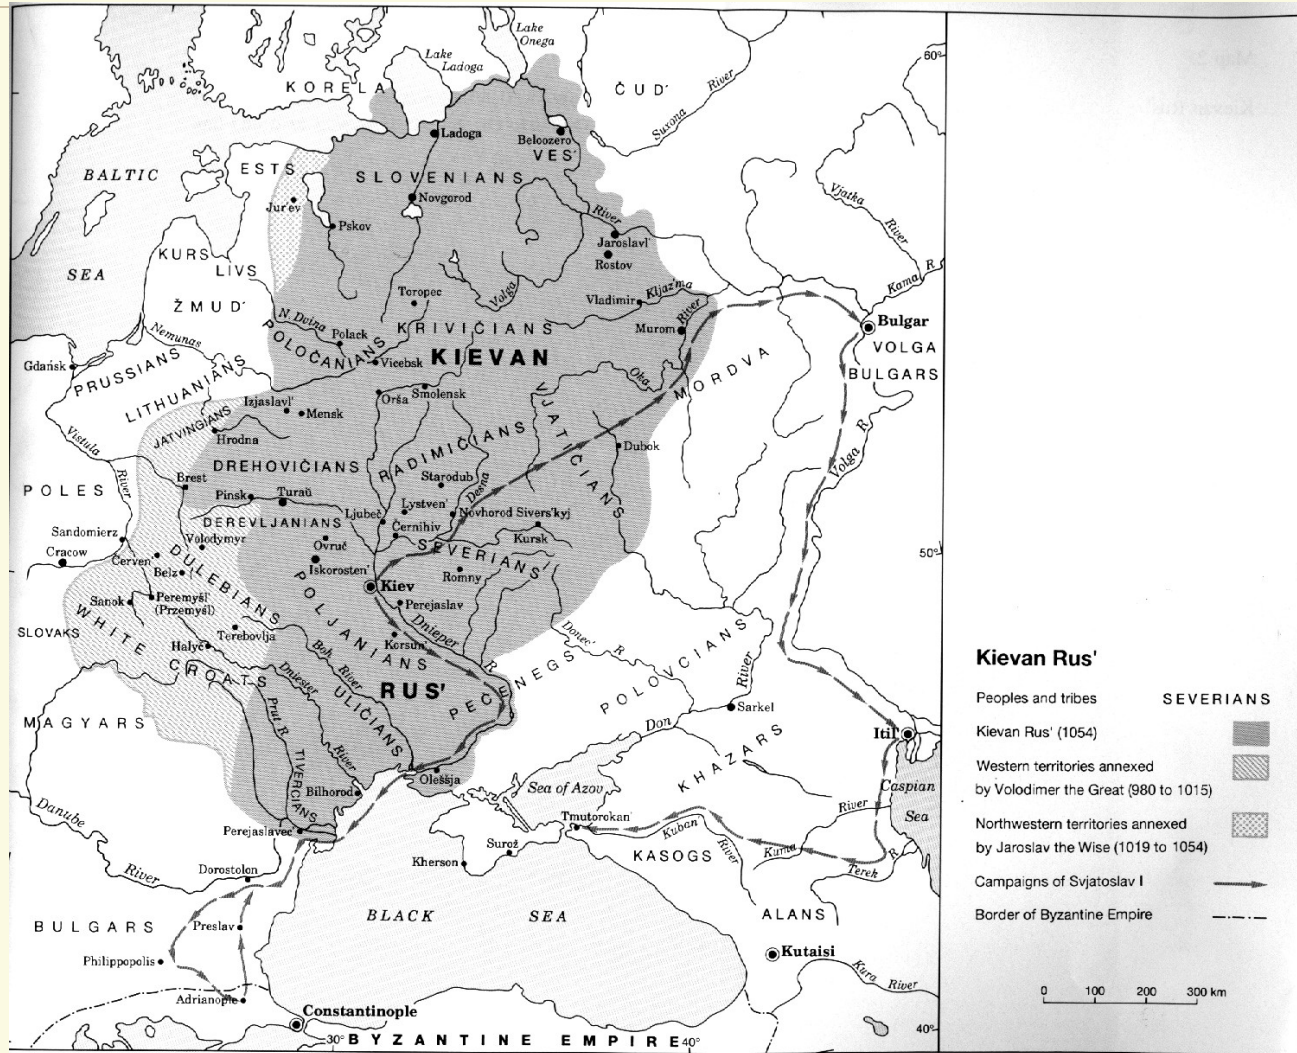 Lake
Onega
Lake
Ladoga
60°
KORELA
ČUD'
Suxona River
Ladoga
Beloozero
VES'
BALTIC
SEA
ESTS
SLOVENIANS
Jur'ev
Novgorod
Pskov
Vjatka River
River
Jaroslavl'
Rostov
KURS
LIVS
ŽMUD'
Toropec
Volga
Vladimir
Kljaz'ma
River
Kama R
N. Dvina
Polack
KRIVIČIANS
Murom
Bulgar
VOLGA
BULGARS
POLOČANIANS
Vicebsk
KIEVAN
Nemunas
Gdańsk
PRUSSIANS
LITHUANIANS
Oka
MORDVA
Izjaslavl'
Mensk
Orša
Smolensk
JATVINGIANS
Hrodna
VJATIČIANS
RADIMIČIANS
Dubok
Vistula
River
DREHOVIČIANS
Volga R
POLES
Brest
Pinsk
Turaŭ
Starodub
Desna
Ljubeč
Lystven'
Novhorod Sivers'kyj
DEREVLJANIANS
Černihiv
Kursk
Sandomierz
Volodymyr
Ovruč
SEVERIANS
50°
Cracow
Červen'
DULEBIANS
Iskorosten'
Romny
Belz
Kiev
Sanok
Peremyšl'
(Przemyśl)
POLJANIANS
Perejaslav
WHITE CROATS
SLOVAKS
Terebovlja
Dnieper R
Donec' R
Halyč
Korsun'
Boh River
POLOVCIANS
PEČENEGS
River
Dniester
River
ULIČIANS
RUS'
MAGYARS
Prut R
Don
Sarkel
Itil'
TIVERCIANS
Olešsja
KHAZARS
Caspian
Sea
Bilhorod
Sea of Azov
Danube
River
Perejaslavec
Tmutorokan'
Kuban River
River
Kuma
Surož
KASOGS
Kherson
Terek R
Dorostolon
BLACK SEA
ALANS
BULGARS
Preslav
Philippopolis
Kutaisi
Kura River
Adrianople
Constantinople
30°
BYZANTINE EMPIRE
40°
40°
Kievan Rus'
Peoples and tribes SEVERIANS
Kievan Rus' (1054)
Western territories annexed
by Volodimer the Great (980 to 1015)
Northwestern territories annexed
by Jaroslav the Wise (1019 to 1054)
Campaigns of Svjatoslav I
Border of Byzantine Empire
0 100 200 300 km